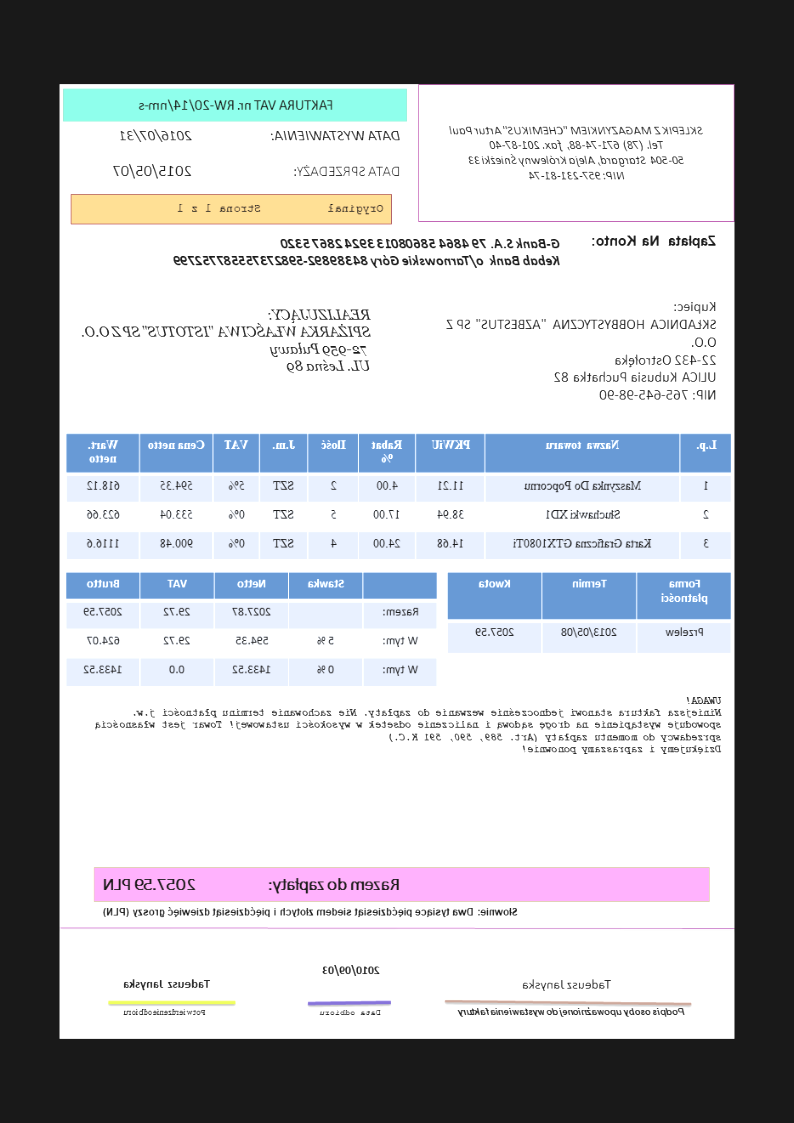 SKLEPIK Z MAGAZYNKIEM "CHEMIKUS" Artur Paul
Tel. (78) 671-74-88, fax. 201-87-40
50-504 Stargard, Aleja Królewny Śnieżki 33
NIP: 957-231-81-74
FAKTURA VAT nr. RW-20/14/nm-s
DATA WYSTAWIENIA: 2016/07/31
DATA SPRZEDAŻY: 2015/05/07
Oryginał Strona 1 z 1
Zapłata Na Konto: G-Bank S.A. 79 4864 5860 8013 3924 2867 5320
Kebab Bank o/Tarnowskie Góry 84389892-5982737555877752799
Kupiec:
SKŁADNICA HOBBYSTYCZNA "AZBESTUS" SP Z
O.O.
22-432 Ostrołęka
ULICA Kubusia Puchatka 82
NIP: 765-645-98-90
REALIZUJĄCY:
SPIŻARKA WŁAŚCIWA "ISTOTUS" SP Z O.O.
72-959 Puławy
UL. Leśna 89
L.p. Nazwa towaru PKWiU Rabat % Ilość J.m. VAT Cena netto Wart. netto
1 Maszynka Do Popcornu 11.21 4.00 2 SZT 5% 594.35 618.12
2 Słuchawki XD1 38.94 17.00 5 SZT 0% 533.04 623.66
3 Karta Graficzna GTX1080Ti 14.68 24.00 4 SZT 0% 900.48 1116.6
Forma płatności Termin Kwota
Przelew 2013/05/08 2057.59
Stawka Netto VAT Brutto
Razem: 2027.87 29.72 2057.59
W tym: 5 % 594.35 29.72 624.07
W tym: 0 % 1433.52 0.0 1433.52
UWAGA!
Niniejsza faktura stanowi jednocześnie wezwanie do zapłaty. Nie zachowanie terminu płatności j.w.
spowoduje wystąpienie na drogę sądową i naliczenie odsetek w wysokości ustawowej! Towar jest własnością
sprzedawcy do momentu zapłaty (Art. 589, 590, 591 K.C.)
Dziękujemy i zapraszamy ponownie!
Razem do zapłaty: 2057.59 PLN
Słownie: Dwa tysiące pięćdziesiąt siedem złotych i pięćdziesiąt dziewięć groszy (PLN)
Tadeusz Janyska
Podpis osoby upoważnionej do wystawienia faktury
2010/09/03
Data odbioru
Tadeusz Janyska
Potwierdzenie odbioru